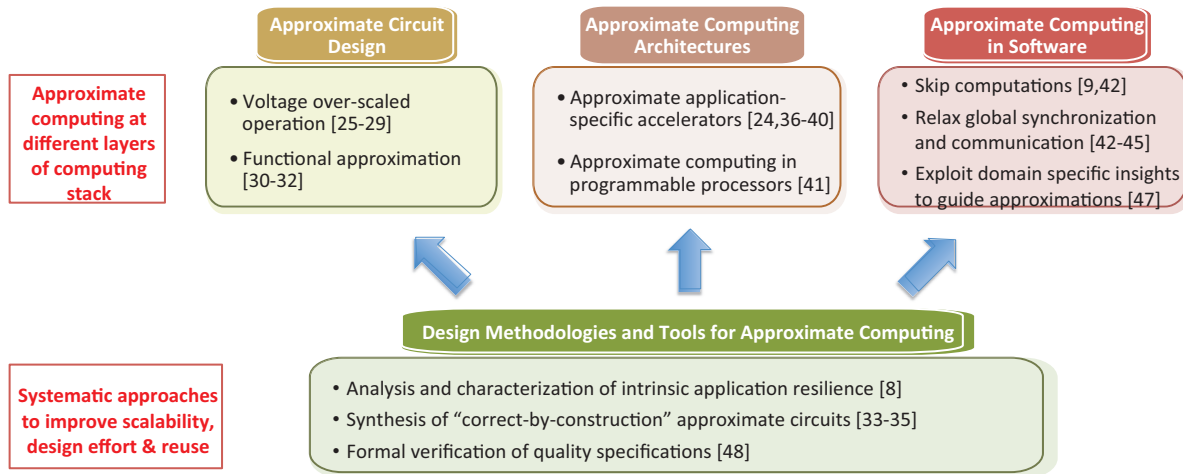 Approximate Circuit
Design
Approximate Computing
Architectures
Approximate Computing
in Software
Approximate
computing at
different layers
of computing
stack
• Voltage over-scaled
operation [25-29]
• Functional approximation
[30-32]
• Approximate application-
specific accelerators [24,36-40]
• Approximate computing in
programmable processors [41]
• Skip computations [9,42]
• Relax global synchronization
and communication [42-45]
• Exploit domain specific insights
to guide approximations [47]
Design Methodologies and Tools for Approximate Computing
Systematic approaches
to improve scalability,
design effort & reuse
• Analysis and characterization of intrinsic application resilience [8]
• Synthesis of “correct-by-construction” approximate circuits [33-35]
• Formal verification of quality specifications [48]